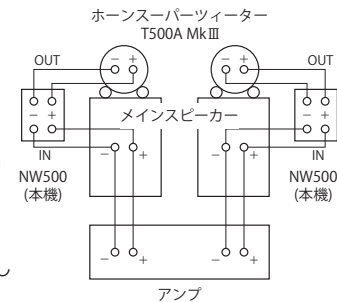 ホーンスーパーツィーター
T500A MkⅢ
OUT
− +
− +
OUT
− +
メインスピーカー
− +
IN
IN
NW500
(本機)
− +
− +
NW500
(本機)
し
− +
− +
アンプ